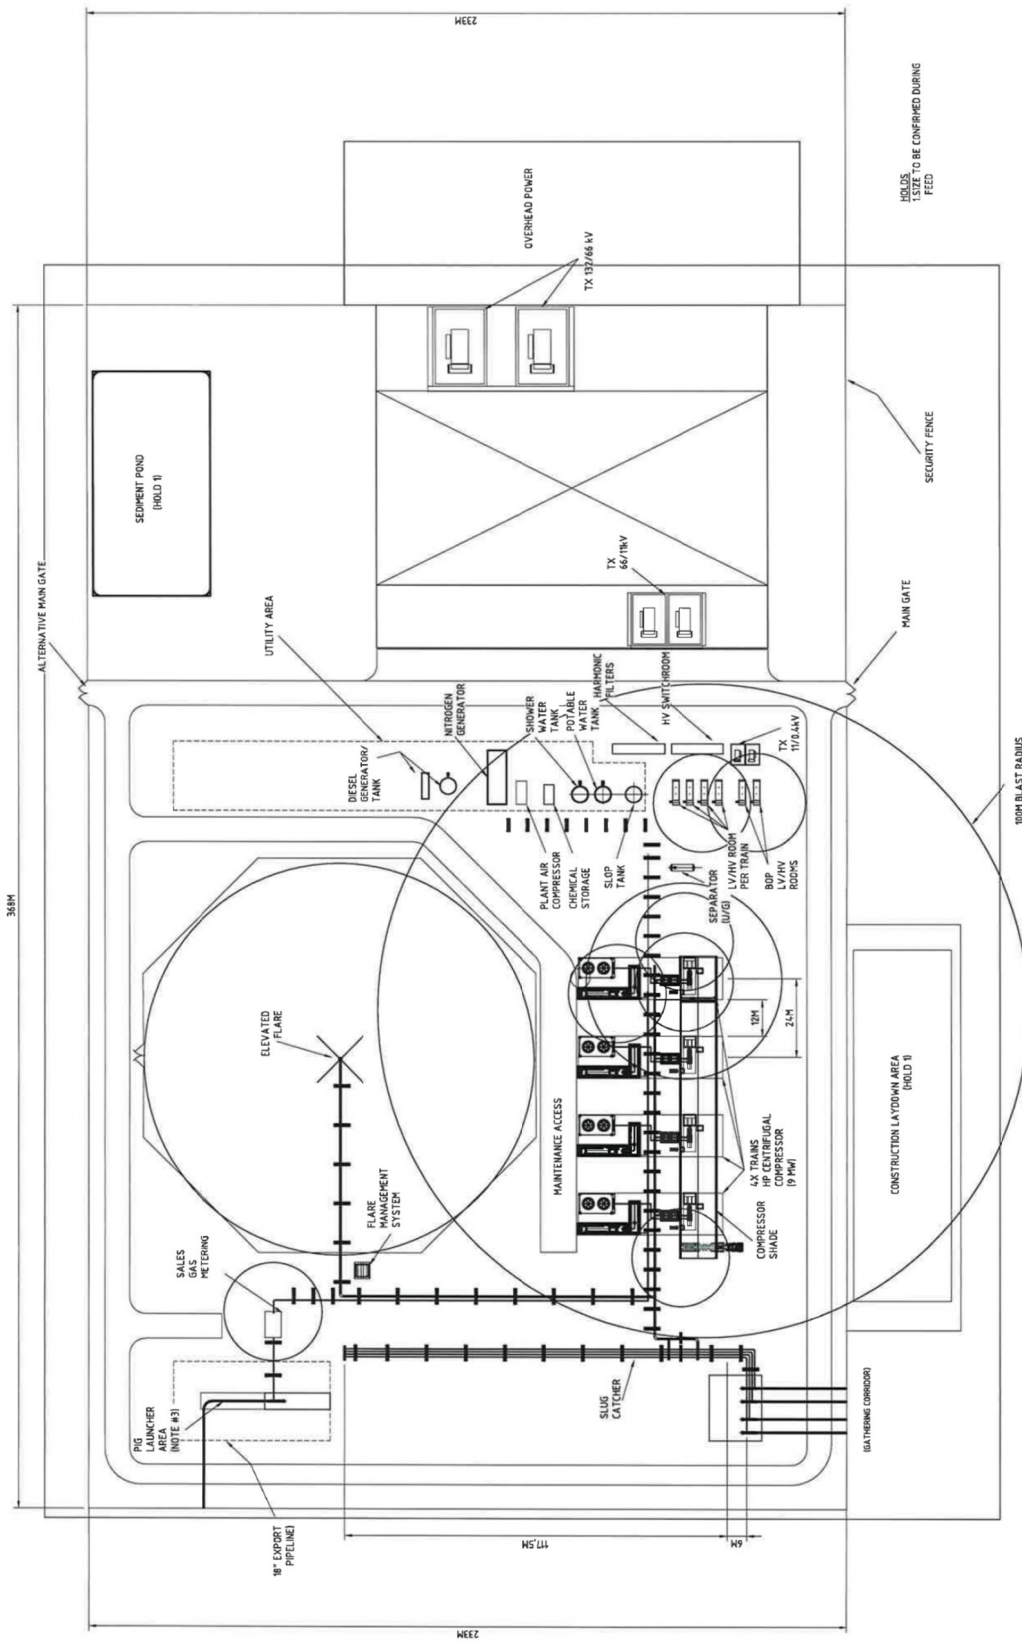 233M
HOLDS
1.SIZE TO BE CONFIRMED DURING
FEED
OVERHEAD POWER
TX 132/66 kV
SECURITY FENCE
SEDIMENT POND
(HOLD 1)
ALTERNATIVE MAIN GATE
UTILITY AREA
TX
66/11kV
MAIN GATE
NITROGEN
GENERATOR
SHOWER
WATER
TANK
POTABLE
WATER
TANK
HARMONIC
FILTERS
HV SWITCHROOM
TX
11/0.4kV
DIESEL
GENERATOR/
TANK
100M BLAST RADIUS
PLANT AIR
COMPRESSOR
CHEMICAL
STORAGE
SLOP
TANK
SEPARATOR
(U/G)
LV/HV ROOM
PER TRAIN
BOP
LV/HV
ROOMS
368M
ELEVATED
FLARE
12M
24M
MAINTENANCE ACCESS
4X TRAINS
HP CENTRIFUGAL
COMPRESSOR
(9 MW)
COMPRESSOR
SHADE
CONSTRUCTION LAYDOWN AREA
(HOLD 1)
FLARE
MANAGEMENT
SYSTEM
SALES
GAS
METERING
SLUG
CATCHER
(GATHERING CORRIDOR)
PIG
LAUNCHER
AREA
(NOTE #3)
18" EXPORT
PIPELINE)
117,5M
6M
233M